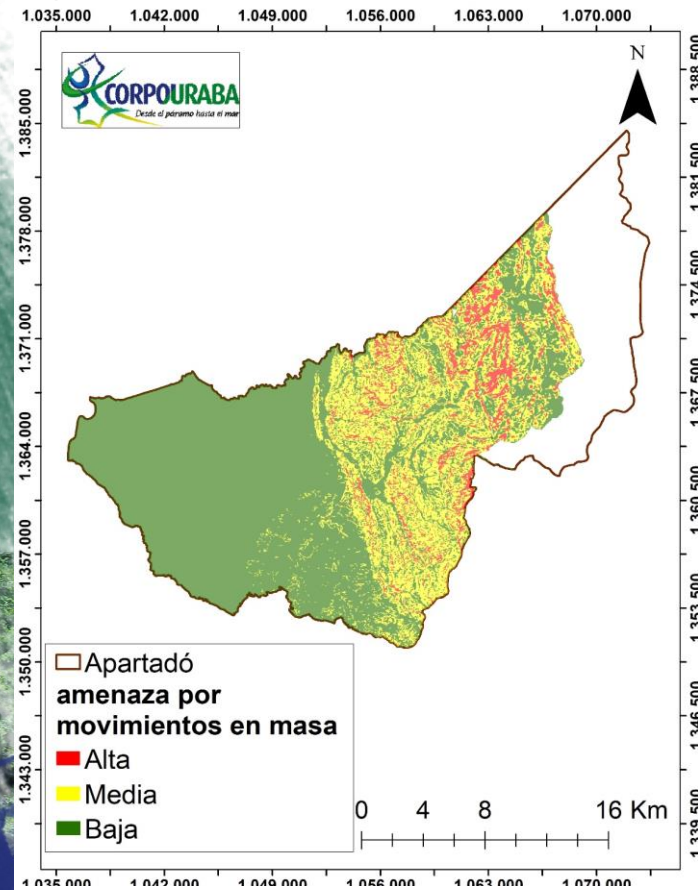 1.035.000 1.042.000 1.049.000 1.056.000 1.063.000 1.070.000
CORPOURABA
Desde el páramo hasta el mar
N
1.385.000
1.378.000
1.371.000
1.364.000
1.357.000
1.350.000
1.343.000
1.388.500
1.381.500
1.374.500
1.367.500
1.360.500
1.353.500
1.346.500
1.339.500
Apartadó
amenaza por
movimientos en masa
Alta
Media
Baja
0 4 8 16 Km
1.035.000 1.042.000 1.049.000 1.056.000 1.063.000 1.070.000